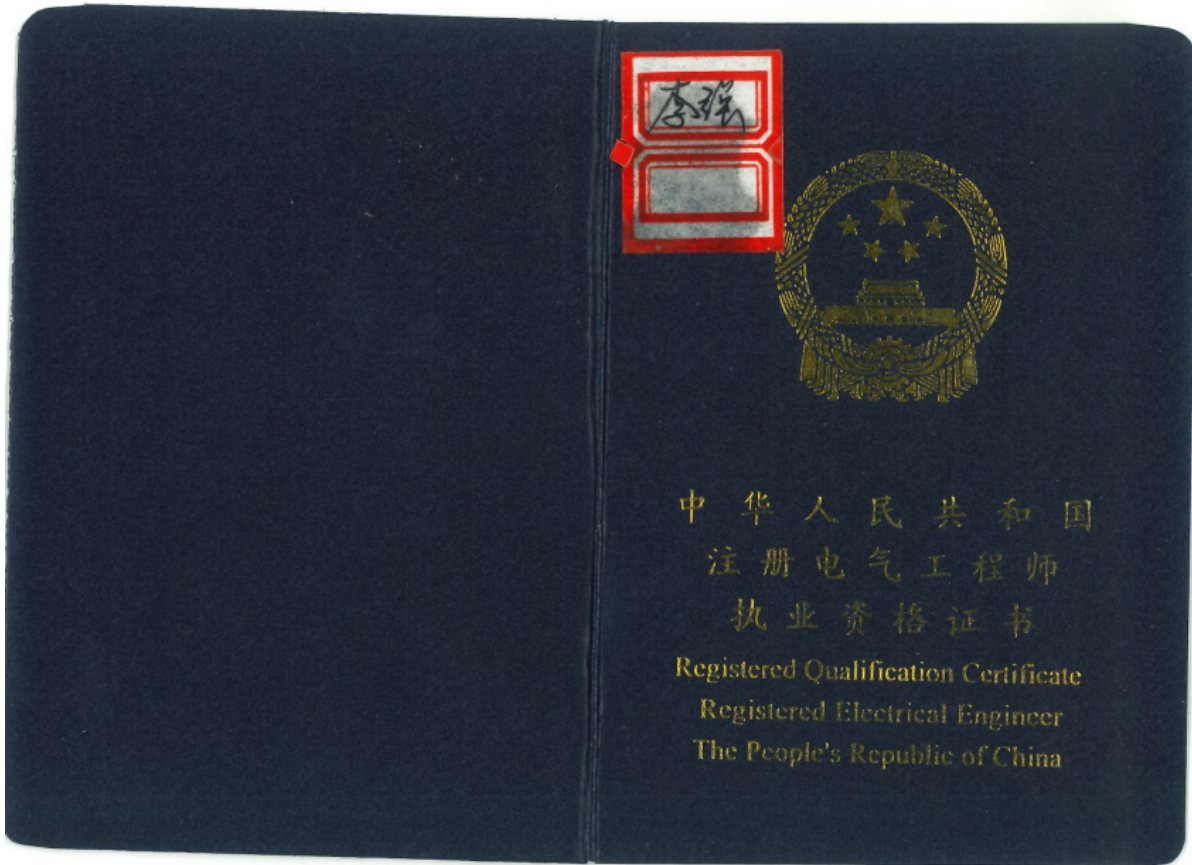 李强
中华人民共和国
注册电气工程师
执业资格证书
Registered Qualification Certificate
Registered Electrical Engineer
The People's Republic of China